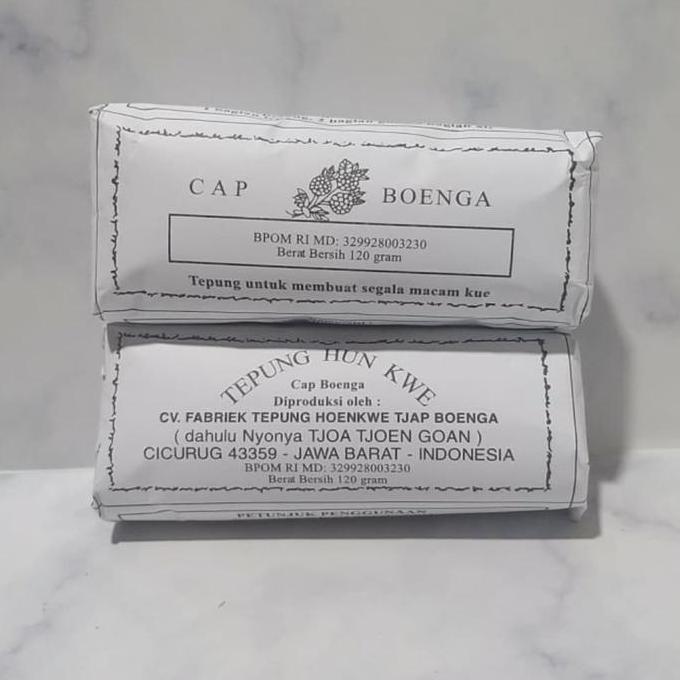 CAP BOENGA
BPOM RI MD: 329928003230
Berat Bersih 120 gram
Tepung untuk membuat segala macam kue
TEPUNG HUN KWE
Cap Boenga
Diproduksi oleh :
CV. FABRIEK TEPUNG HOENKWE TJAP BOENGA
( dahulu Nyonya TJOA TJOEN GOAN )
CICURUG 43359 - JAWA BARAT - INDONESIA
BPOM RI MD: 329928003230
Berat Bersih 120 gram
PETUNJUK PENGGUNAAN